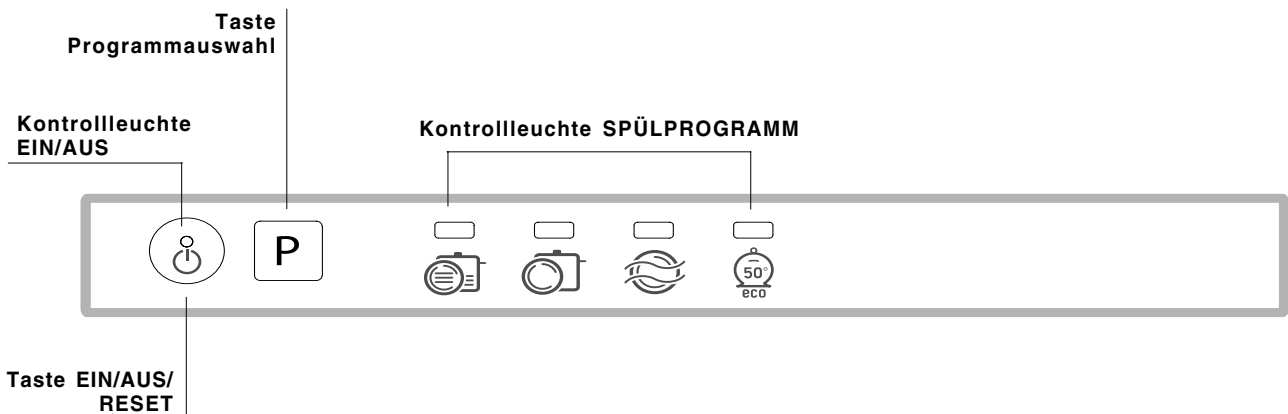 Taste
Programmauswahl
Kontrollleuchte
EIN/AUS
Kontrollleuchte SPÜLPROGRAMM
P
50°
eco
Taste EIN/AUS/
RESET